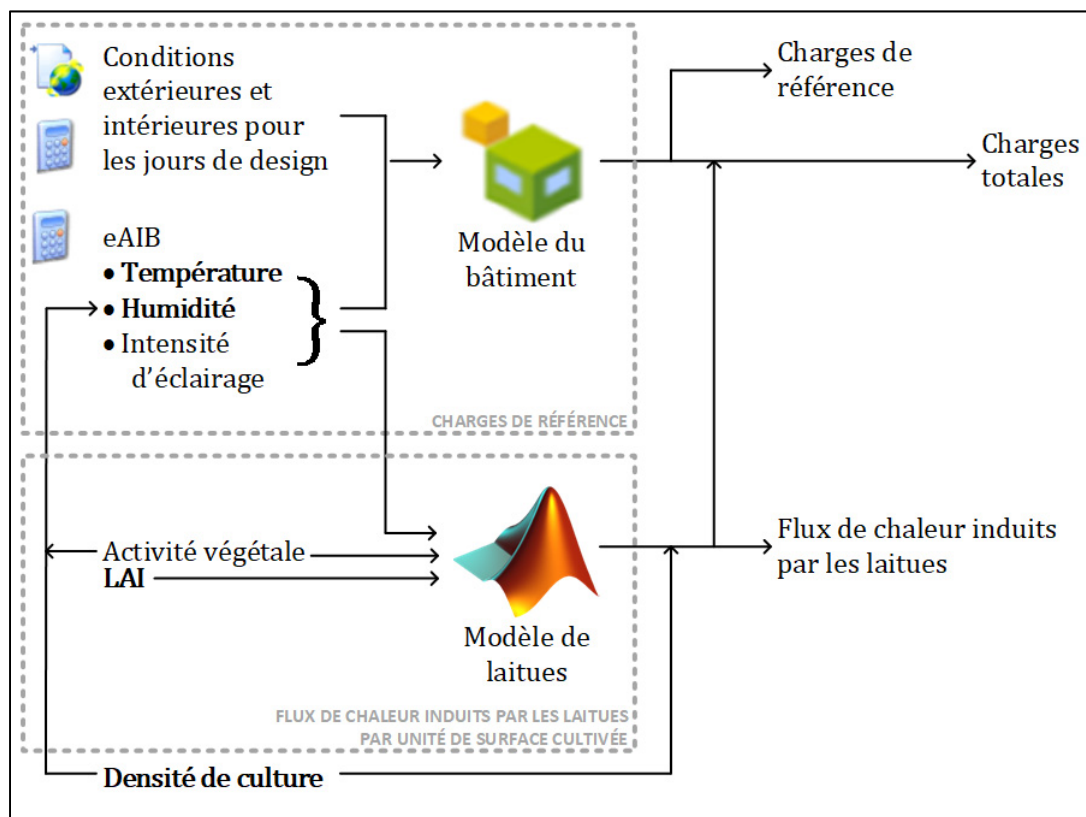 Conditions
extérieures et
intérieures pour
les jours de design
eAIB
• Température
• Humidité
• Intensité
d'éclairage
}
Modèle du
bâtiment
Charges de
référence
Charges
totales
CHARGES DE RÉFÉRENCE
Activité végétale
LAI
Modèle de
laitues
Flux de chaleur induits
par les laitues
FLUX DE CHALEUR INDUITS PAR LES LAITUES
PAR UNITÉ DE SURFACE CULTIVÉE
Densité de culture